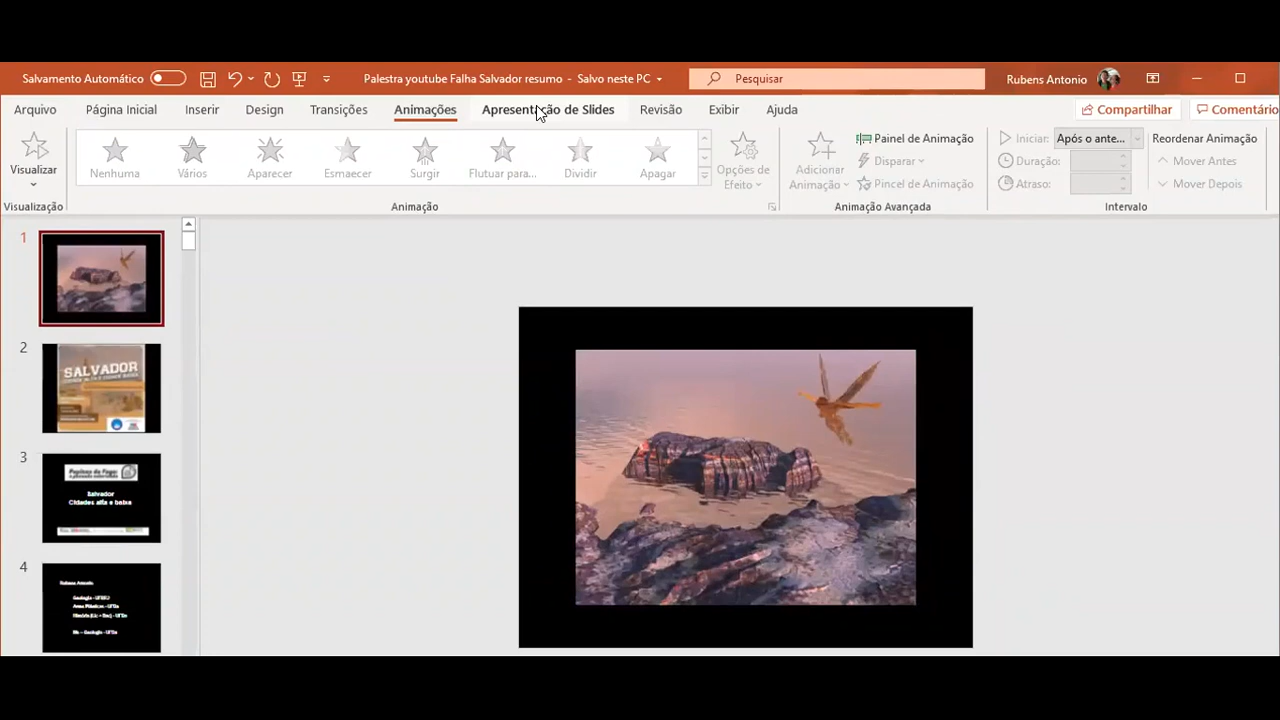 Salvamento Automático
Palestra youtube Falha Salvador resumo - Salvo neste PC
Pesquisar
Rubens Antonio
Arquivo
Página Inicial
Inserir
Design
Transições
Animações
Apresentação de Slides
Revisão
Exibir
Ajuda
Compartilhar
Comentário
Visualizar
Nenhuma
Vários
Aparecer
Esmaecer
Surgir
Flutuar para...
Dividir
Apagar
Opções de
Efeito
Adicionar
Animação
Painel de Animação
Disparar
Pincel de Animação
Iniciar: Após o ante...
Duração:
Atraso:
Reordenar Animação
Mover Antes
Mover Depois
Visualização
Animação
Animação Avançada
Intervalo
1
2
SALVADOR
3
Salvador
Cidades alta e baixa
4
Rubens Antonio